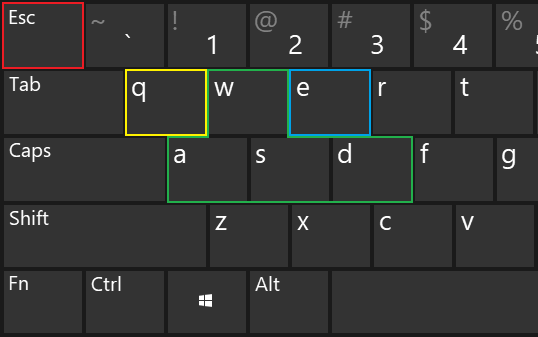 Esc ~ ` ! 1 @ 2 # 3 $ 4 %
Tab q w e r t
Caps a s d f g
Shift z x c v
Fn Ctrl Alt